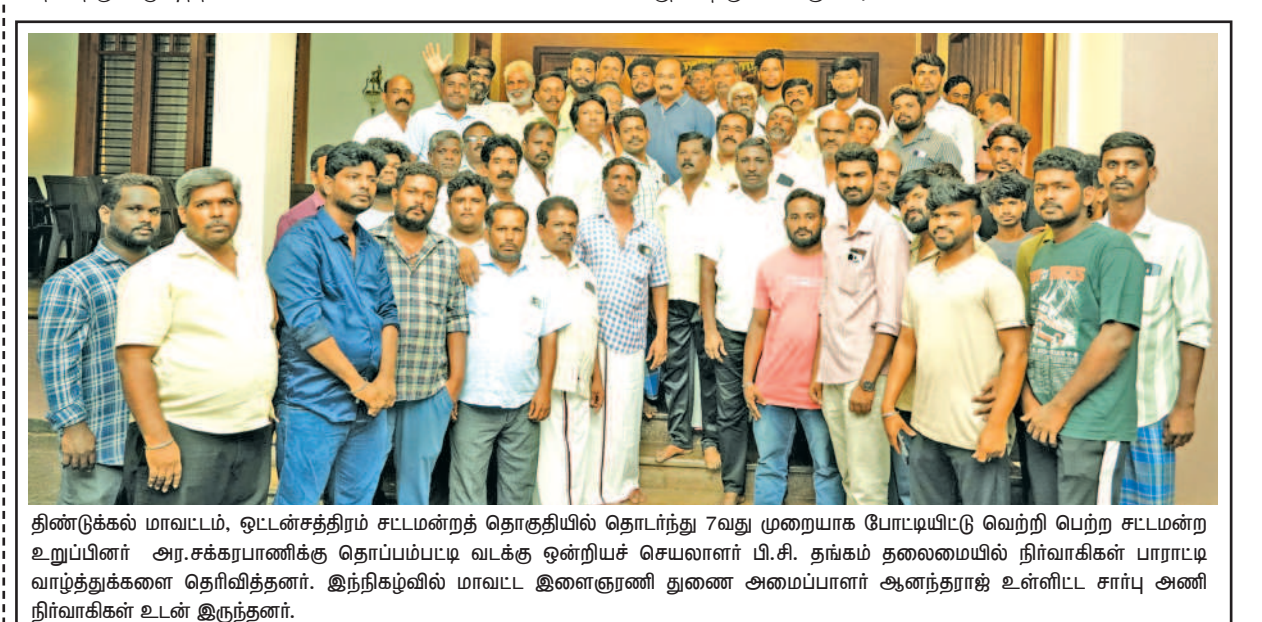 திண்டுக்கல் மாவட்டம், ஒட்டன்சத்திரம் சட்டமன்றத் தொகுதியில் தொடர்ந்து 7வது முறையாக போட்டியிட்டு வெற்றி பெற்ற சட்டமன்ற
உறுப்பினர் அர.சக்கரபாணிக்கு தொப்பம்பட்டி வடக்கு ஒன்றியச் செயலாளர் பி.சி. தங்கம் தலைமையில் நிர்வாகிகள் பாராட்டி
வாழ்த்துக்களை தெரிவித்தனர். இந்நிகழ்வில் மாவட்ட இளைஞரணி துணை அமைப்பாளர் ஆனந்தராஜ் உள்ளிட்ட சார்பு அணி
நிர்வாகிகள் உடன் இருந்தனர்.